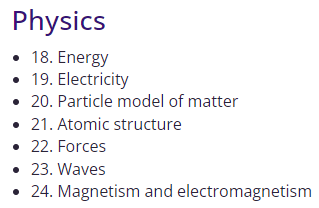 Physics
• 18. Energy
• 19. Electricity
• 20. Particle model of matter
• 21. Atomic structure
• 22. Forces
• 23. Waves
• 24. Magnetism and electromagnetism